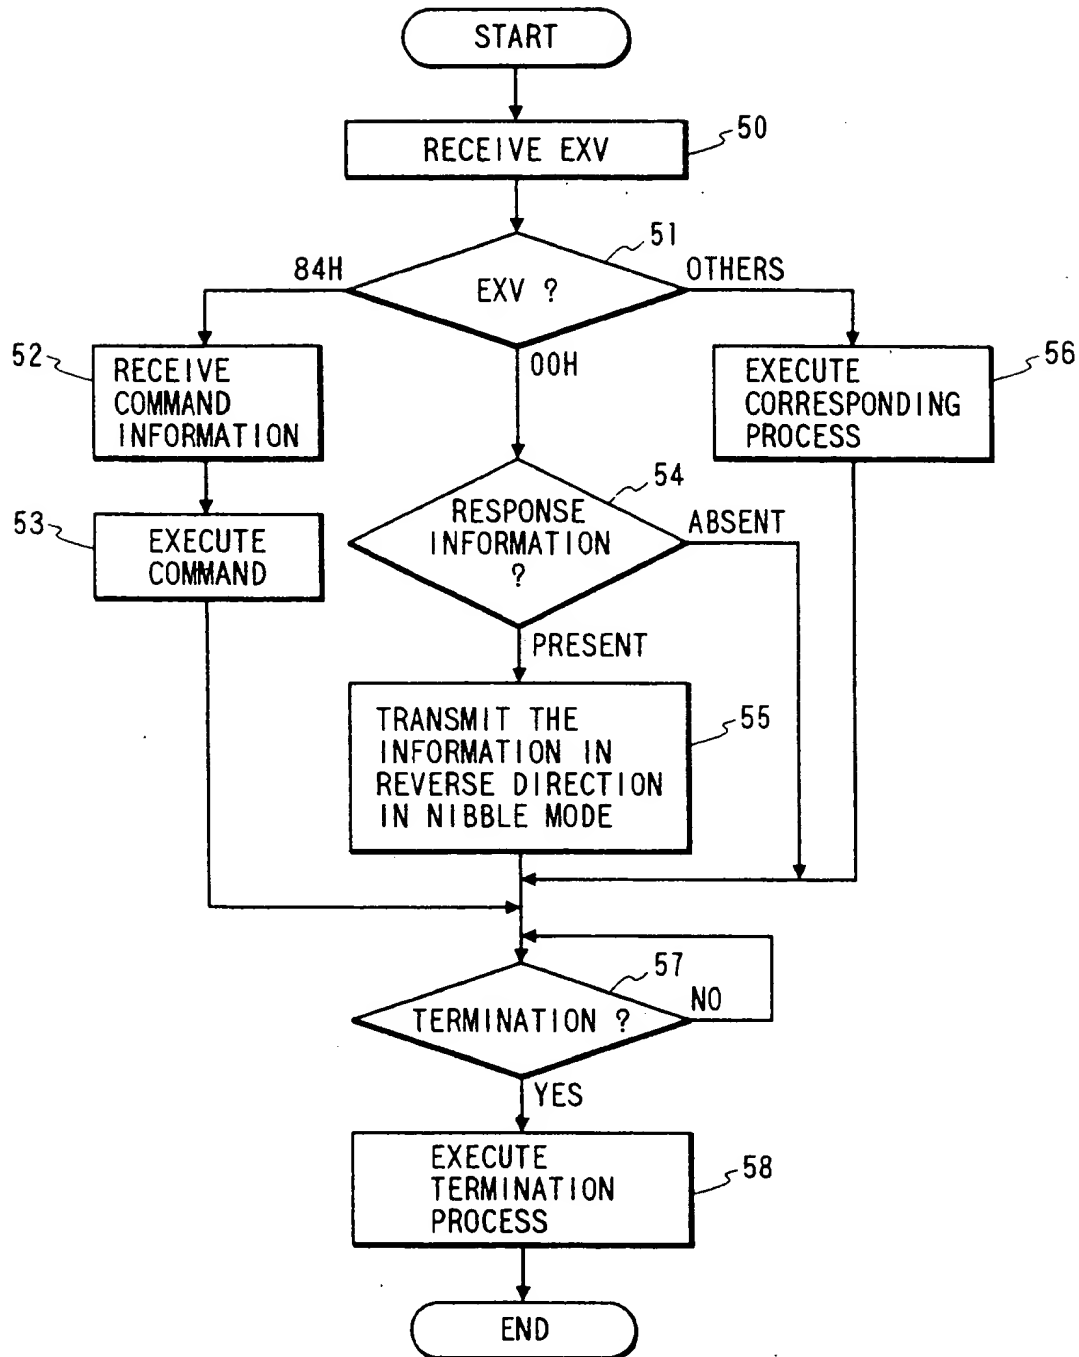 START
RECEIVE EXV
50
EXV ?
51
84H
OTHERS
00H
52
RECEIVE
COMMAND
INFORMATION
EXECUTE
CORRESPONDING
PROCESS
56
53
EXECUTE
COMMAND
RESPONSE
INFORMATION
?
54
ABSENT
PRESENT
TRANSMIT THE
INFORMATION IN
REVERSE DIRECTION
IN NIBBLE MODE
55
TERMINATION ?
57
NO
YES
EXECUTE
TERMINATION
PROCESS
58
END